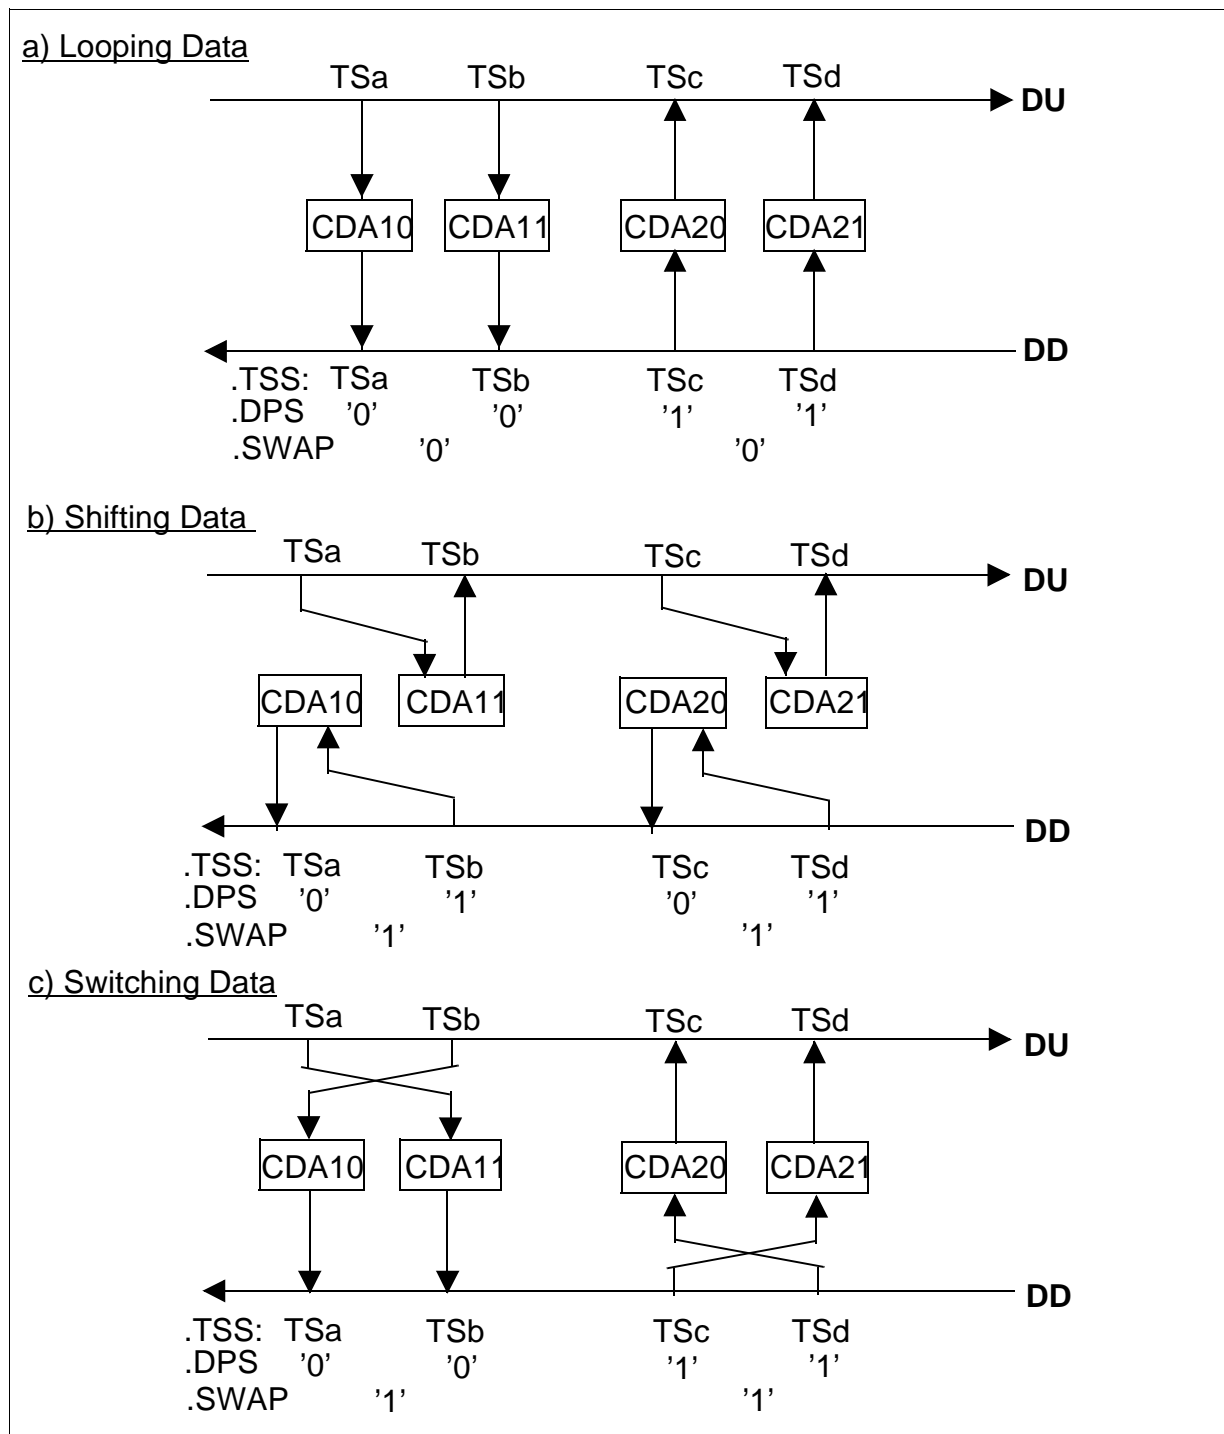 a) Looping Data
TSa TSb TSc TSd
DU
CDA10 CDA11 CDA20 CDA21
DD
.TSS: TSa TSb TSc TSd
.DPS ’0’ ’0’ ’1’ ’1’
.SWAP ’0’ ’0’
b) Shifting Data
TSa TSb TSc TSd
DU
CDA10 CDA11 CDA20 CDA21
DD
.TSS: TSa TSb TSc TSd
.DPS ’0’ ’1’ ’0’ ’1’
.SWAP ’1’ ’1’
c) Switching Data
TSa TSb TSc TSd
DU
CDA10 CDA11 CDA20 CDA21
DD
.TSS: TSa TSb TSc TSd
.DPS ’0’ ’0’ ’1’ ’1’
.SWAP ’1’ ’1’